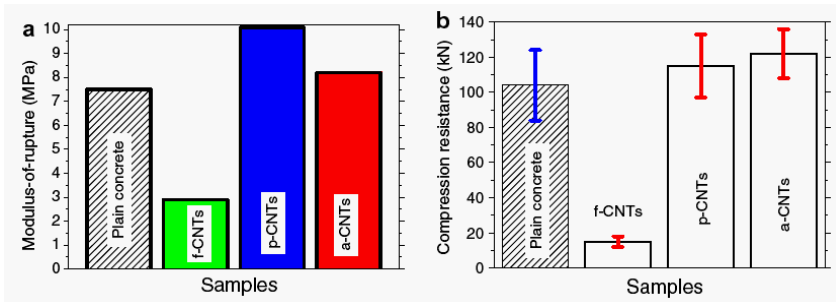 a
10
9
8
7
6
5
4
3
2
1
0
Modulus-of-rupture (MPa)
Plain concrete
f-CNTs
p-CNTs
a-CNTs
Samples
b
140
120
100
80
60
40
20
0
Compression resistance (kN)
Plain concrete
f-CNTs
p-CNTs
a-CNTs
Samples